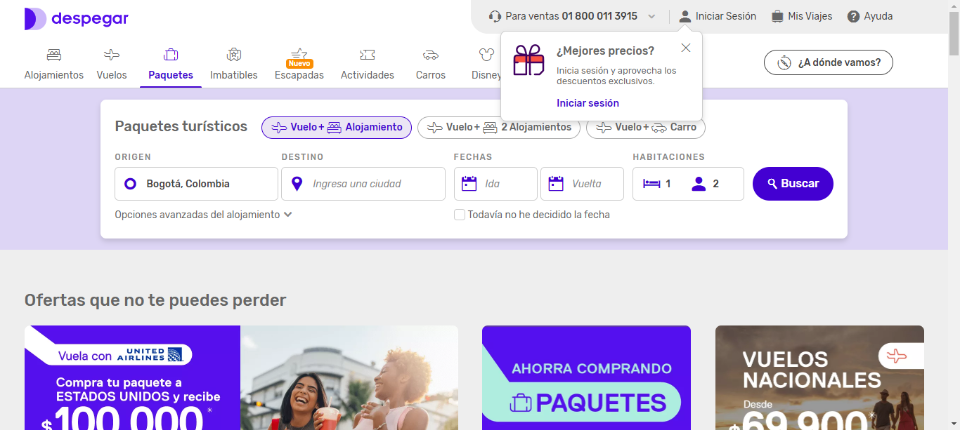 despegar
Para ventas 01 800 011 3915
Iniciar Sesión
Mis Viajes
Ayuda
Alojamientos
Vuelos
Paquetes
Imbatibles
Nuevo
Escapadas
Actividades
Carros
Disney
¿A dónde vamos?
¿Mejores precios?
Inicia sesión y aprovecha los
descuentos exclusivos.
Iniciar sesión
Paquetes turísticos
Vuelo + Alojamiento
Vuelo + 2 Alojamientos
Vuelo + Carro
ORIGEN
DESTINO
FECHAS
HABITACIONES
Bogotá, Colombia
Ingresa una ciudad
Ida
Vuelta
1
2
Buscar
Opciones avanzadas del alojamiento
Todavía no he decidido la fecha
Ofertas que no te puedes perder
Vuela con UNITED AIRLINES
Compra tu paquete a
ESTADOS UNIDOS y recibe
$100.000*
AHORA COMPRANDO
PAQUETES
VUELOS
NACIONALES
Desde
$69.900*